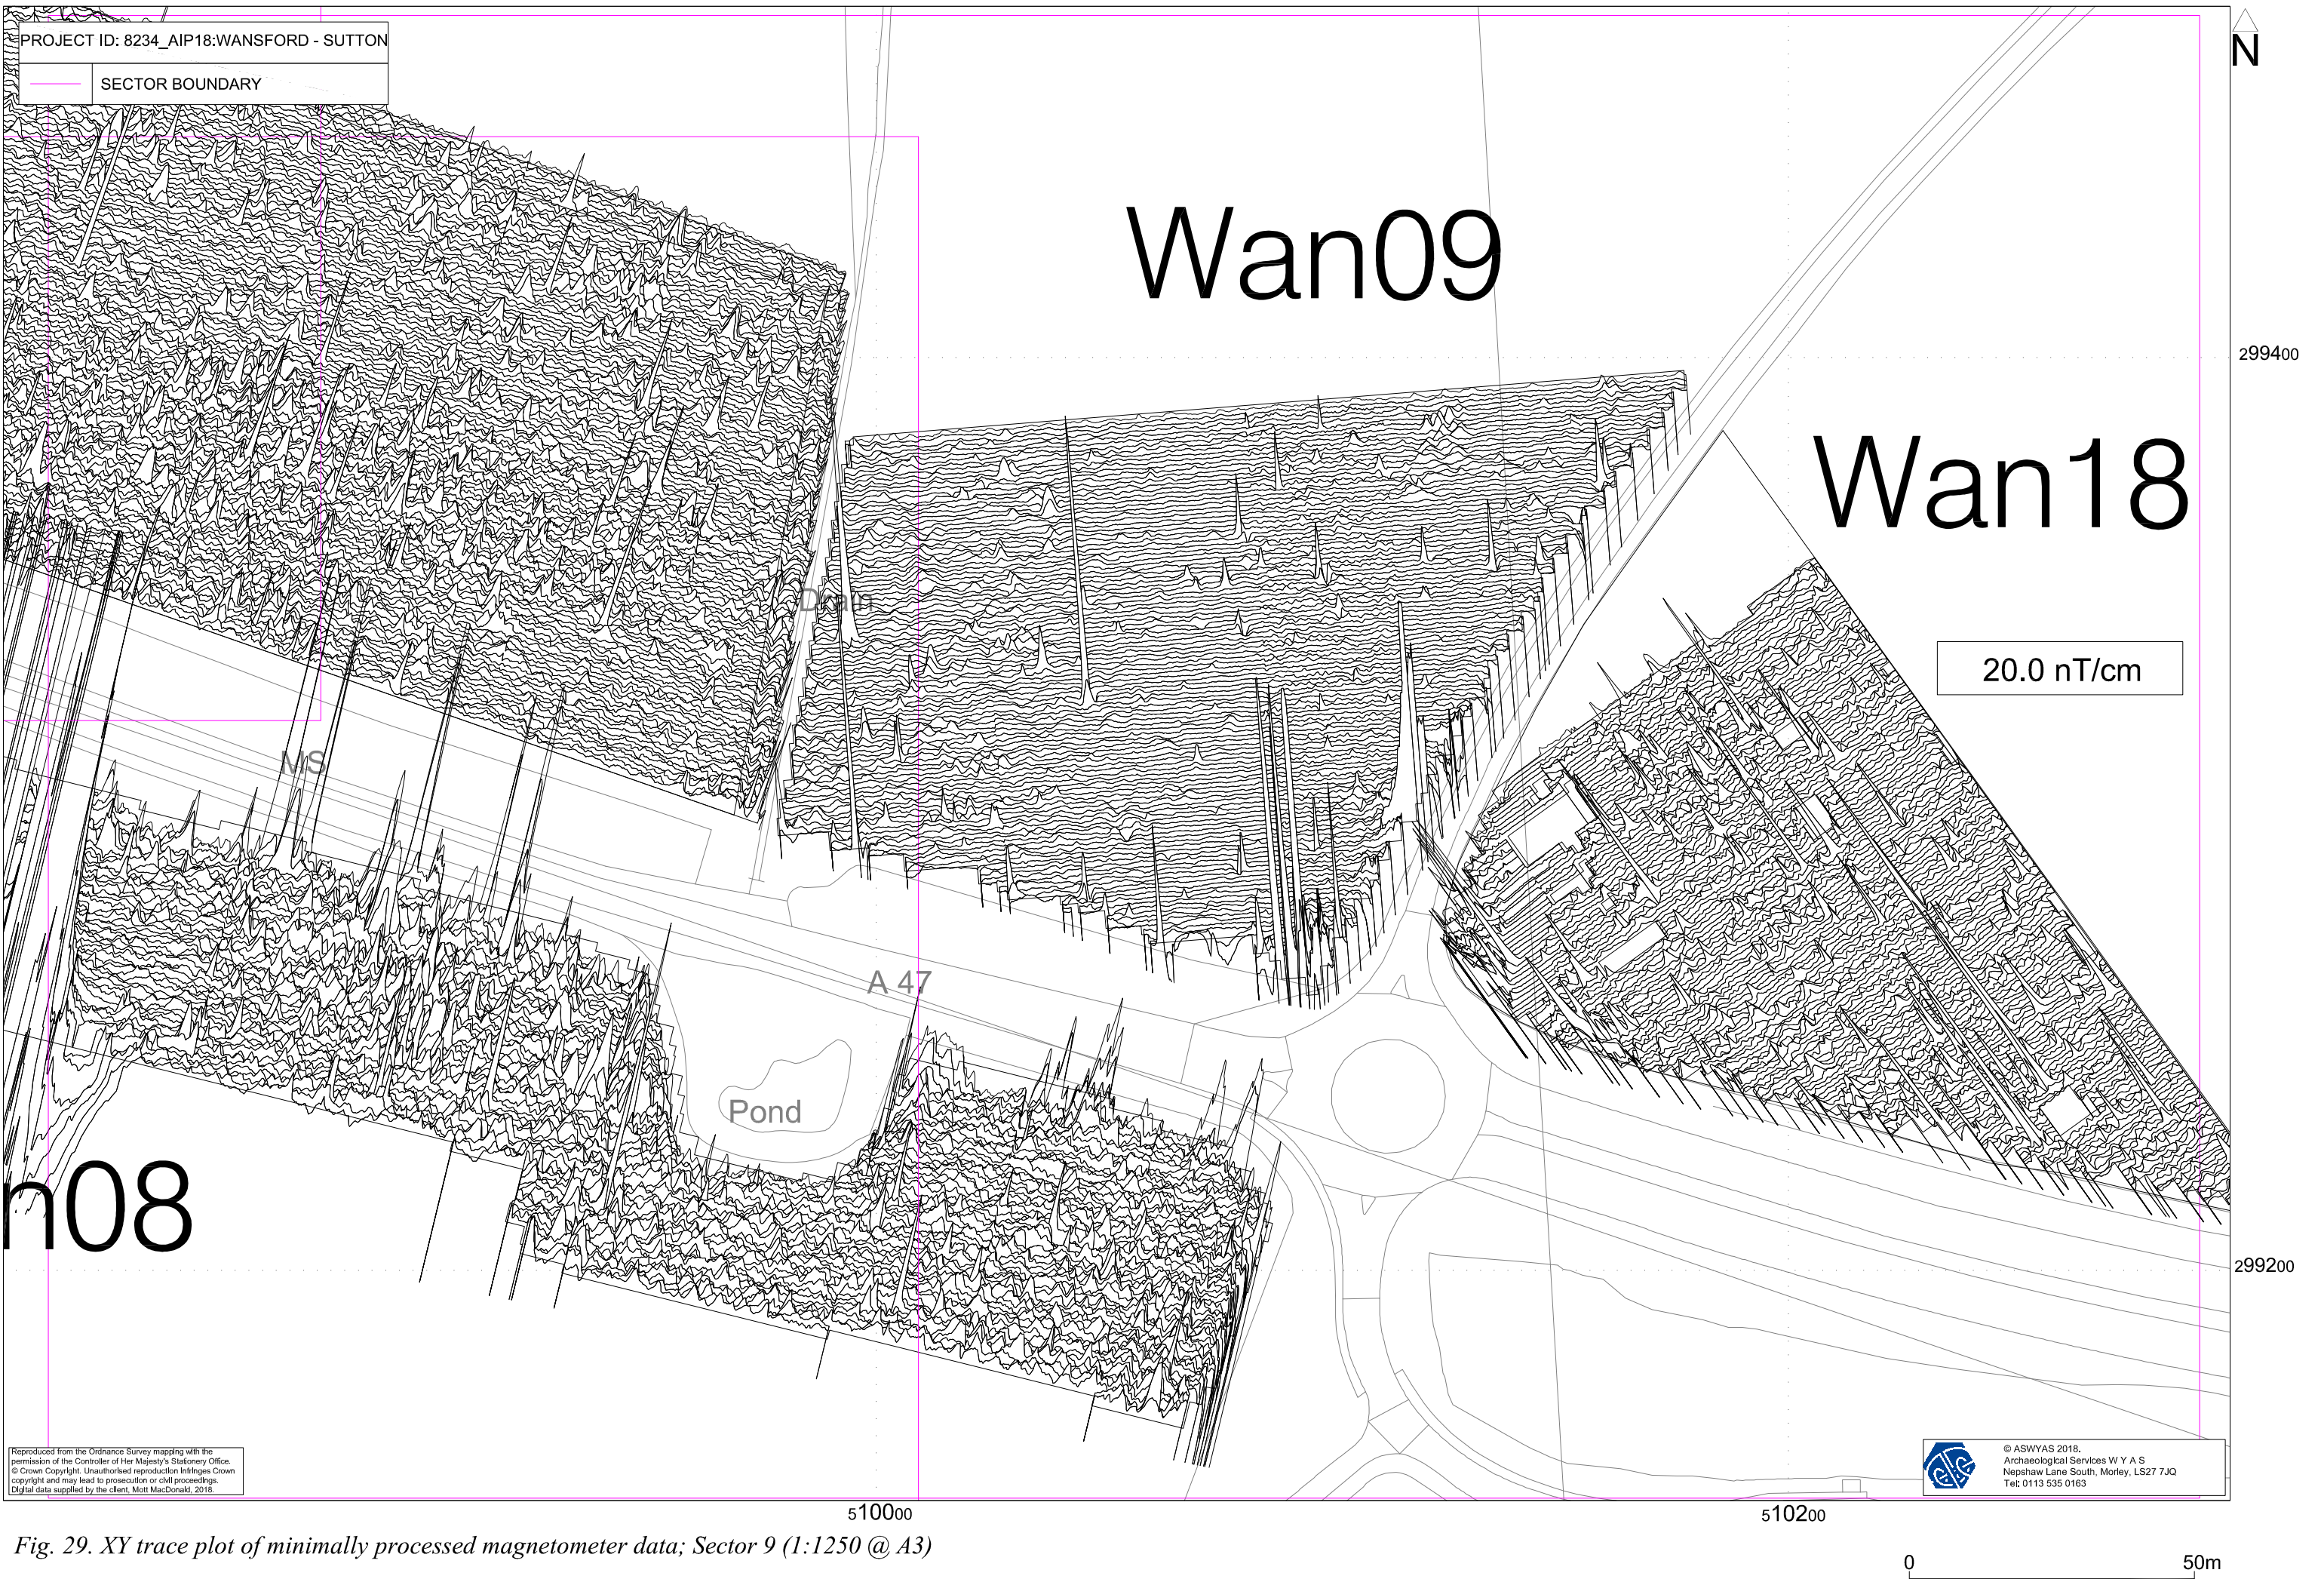 PROJECT ID: 8234_AIP18:WANSFORD - SUTTON
SECTOR BOUNDARY
N
Wan09
299400
Wan18
Drain
20.0 nT/cm
MS
A 47
Pond
n08
299200
Reproduced from the Ordnance Survey mapping with the
permission of the Controller of Her Majesty's Stationery Office.
© Crown Copyright. Unauthorised reproduction infringes Crown
copyright and may lead to prosecution or civil proceedings.
Digital data supplied by the client, Mott MacDonald, 2018.
© ASWYAS 2018.
Archaeological Services W Y A S
Nepshaw Lane South, Morley, LS27 7JQ
Tel: 0113 535 0163
510000
510200
Fig. 29. XY trace plot of minimally processed magnetometer data; Sector 9 (1:1250 @ A3)
0 50m